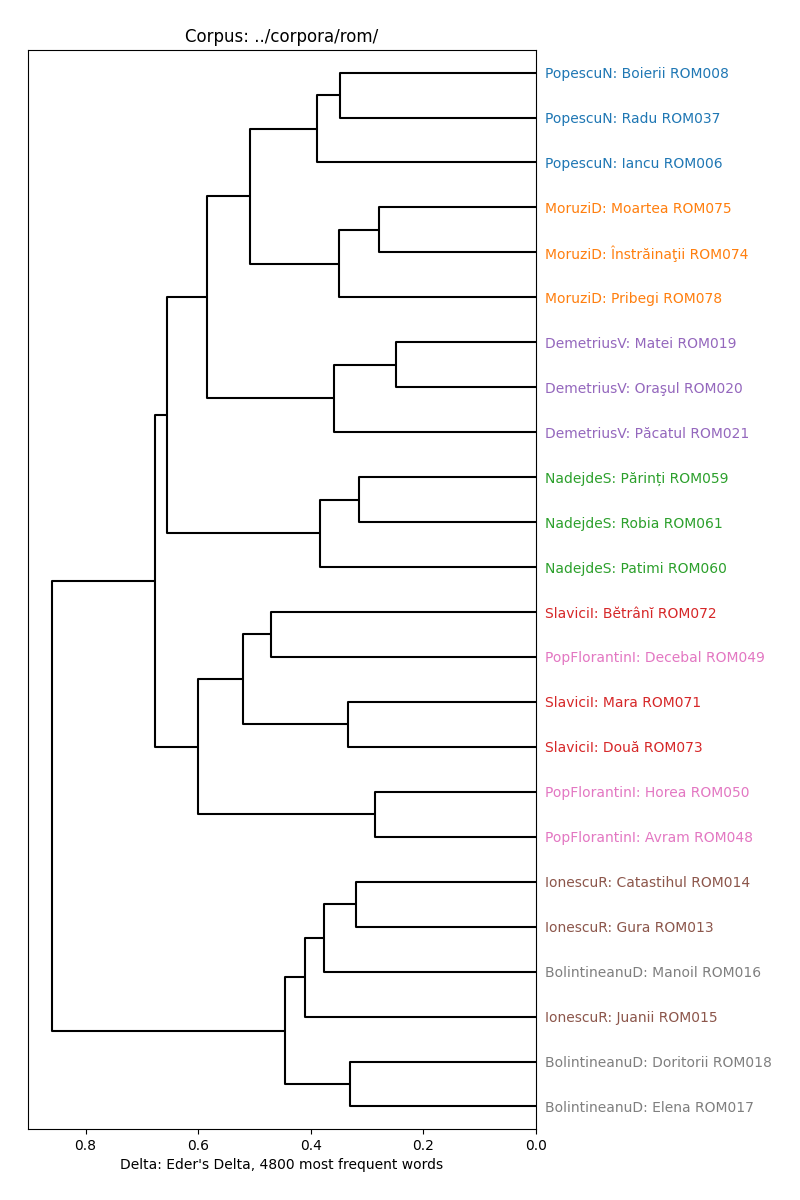 Corpus: ../corpora/rom/
PopescuN: Boierii ROM008
PopescuN: Radu ROM037
PopescuN: Iancu ROM006
MoruziD: Moartea ROM075
MoruziD: Înstrăinaţii ROM074
MoruziD: Pribegi ROM078
DemetriusV: Matei ROM019
DemetriusV: Oraşul ROM020
DemetriusV: Păcatul ROM021
NadejdeS: Părinți ROM059
NadejdeS: Robia ROM061
NadejdeS: Patimi ROM060
SlaviciI: Bĕtrânĭ ROM072
PopFlorantinI: Decebal ROM049
SlaviciI: Mara ROM071
SlaviciI: Două ROM073
PopFlorantinI: Horea ROM050
PopFlorantinI: Avram ROM048
IonescuR: Catastihul ROM014
IonescuR: Gura ROM013
BolintineanuD: Manoil ROM016
IonescuR: Juanii ROM015
BolintineanuD: Doritorii ROM018
BolintineanuD: Elena ROM017
0.8 0.6 0.4 0.2 0.0
Delta: Eder's Delta, 4800 most frequent words